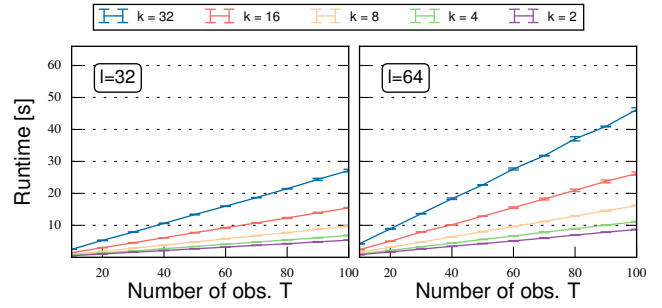 k = 32 k = 16 k = 8 k = 4 k = 2
Runtime [s]
60
50
40
30
20
10
l=32
l=64
20 40 60 80 100
20 40 60 80 100
Number of obs. T
Number of obs. T